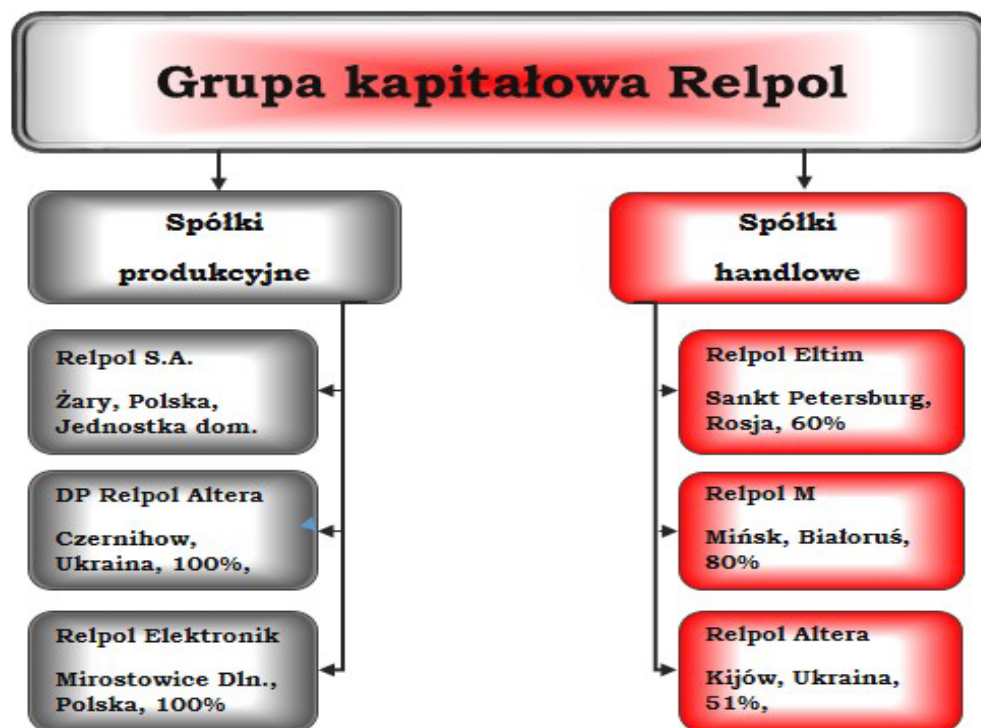 Grupa kapitałowa Relpol
Spółki
produkcyjne
Relpol S.A.
Żary, Polska,
Jednostka dom.
DP Relpol Altera
Czernihow,
Ukraina, 100%,
Relpol Elektronik
Mirostowice Dln.,
Polska, 100%
Spółki
handlowe
Relpol Eltim
Sankt Petersburg,
Rosja, 60%
Relpol M
Mińsk, Białoruś,
80%
Relpol Altera
Kijów, Ukraina,
51%,